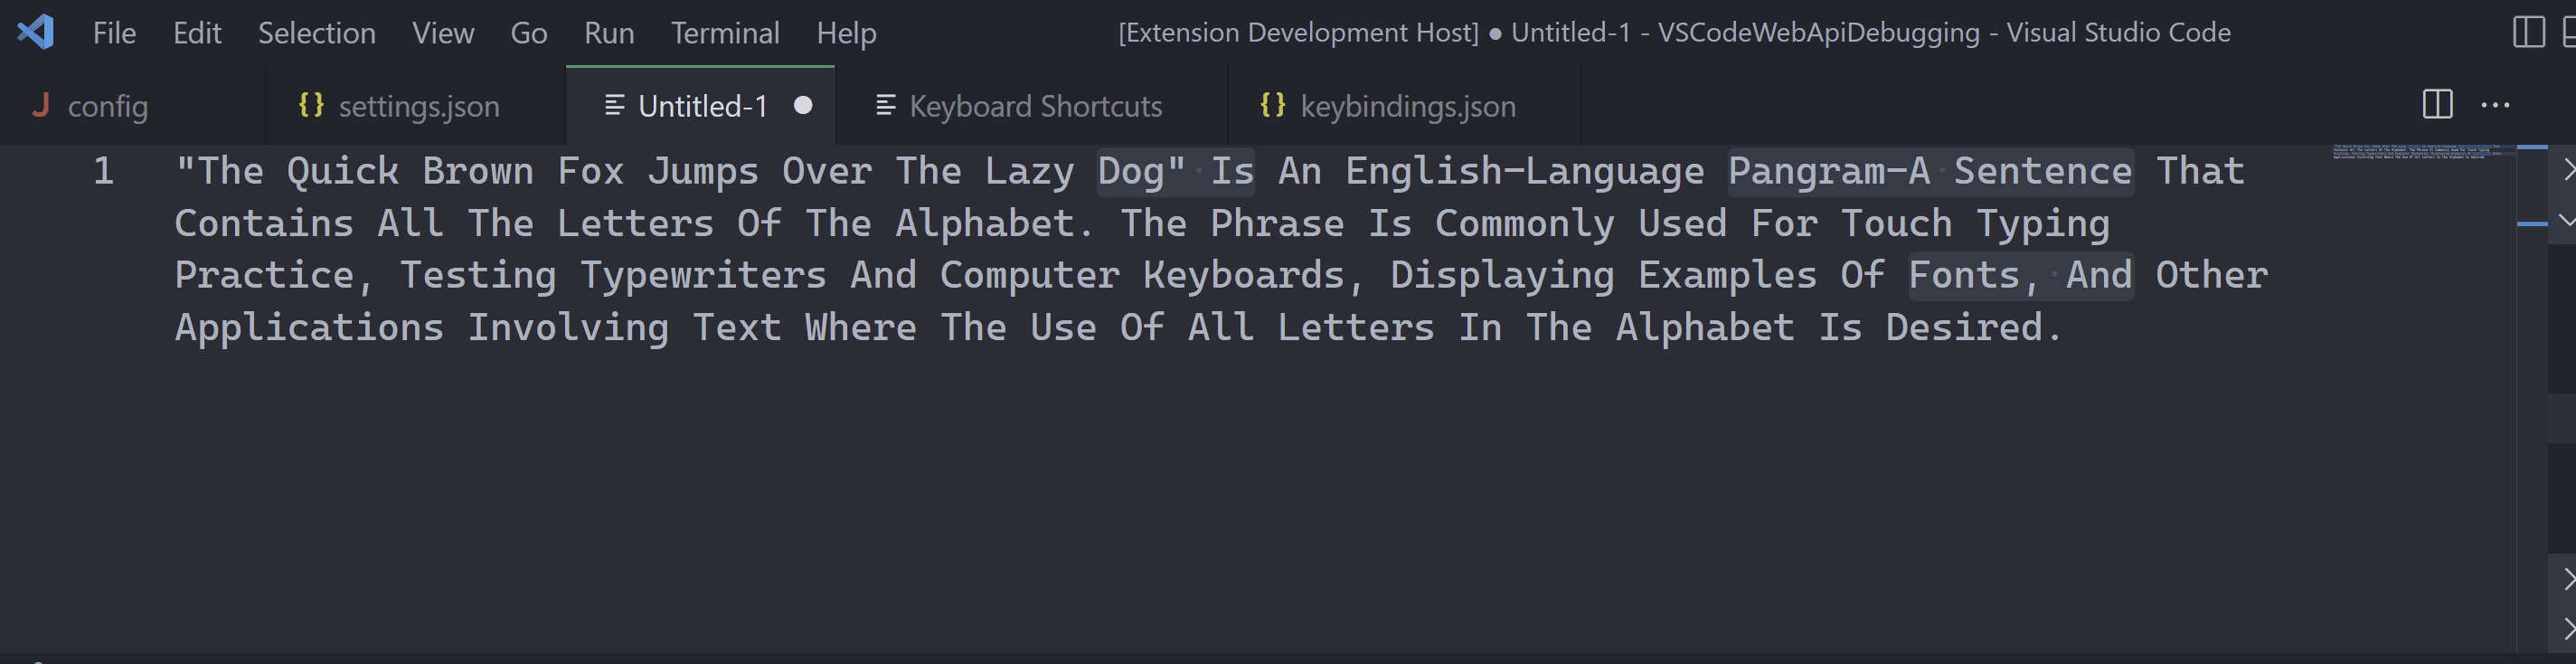 File Edit Selection View Go Run Terminal Help [Extension Development Host] ● Untitled-1 - VSCodeWebApiDebugging - Visual Studio Code
config {} settings.json Untitled-1 ● Keyboard Shortcuts {} keybindings.json ...
1 "The Quick Brown Fox Jumps Over The Lazy Dog"·Is An English-Language Pangram-A·Sentence That
Contains All The Letters Of The Alphabet. The Phrase Is Commonly Used For Touch Typing
Practice, Testing Typewriters And Computer Keyboards, Displaying Examples Of Fonts,·And Other
Applications Involving Text Where The Use Of All Letters In The Alphabet Is Desired.